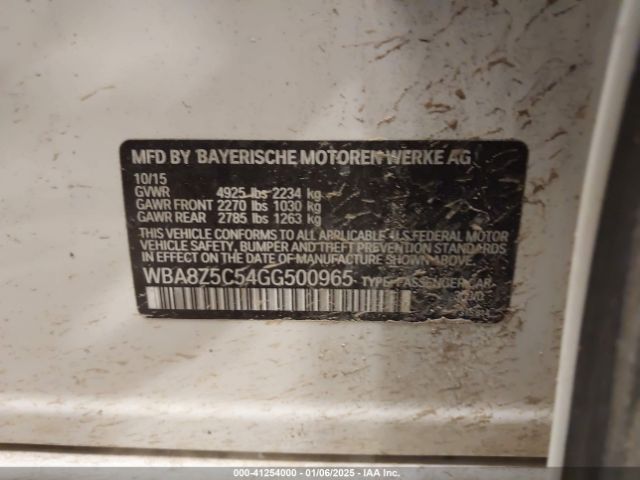 MFD BY BAYERISCHE MOTOREN WERKE AG
10/15
GVWR 4925 lbs 2234 kg
GAWR FRONT 2270 lbs 1030 kg
GAWR REAR 2785 lbs 1263 kg
THIS VEHICLE CONFORMS TO ALL APPLICABLE U.S.FEDERAL MOTOR
VEHICLE SAFETY, BUMPER AND THEFT PREVENTION STANDARDS
IN EFFECT ON THE DATE OF MANUFACTURE SHOWN ABOVE.
WBA8Z5C54GG500965 TYPE: PASSENGER CAR
000-41254000 - 01/06/2025 - IAA Inc.